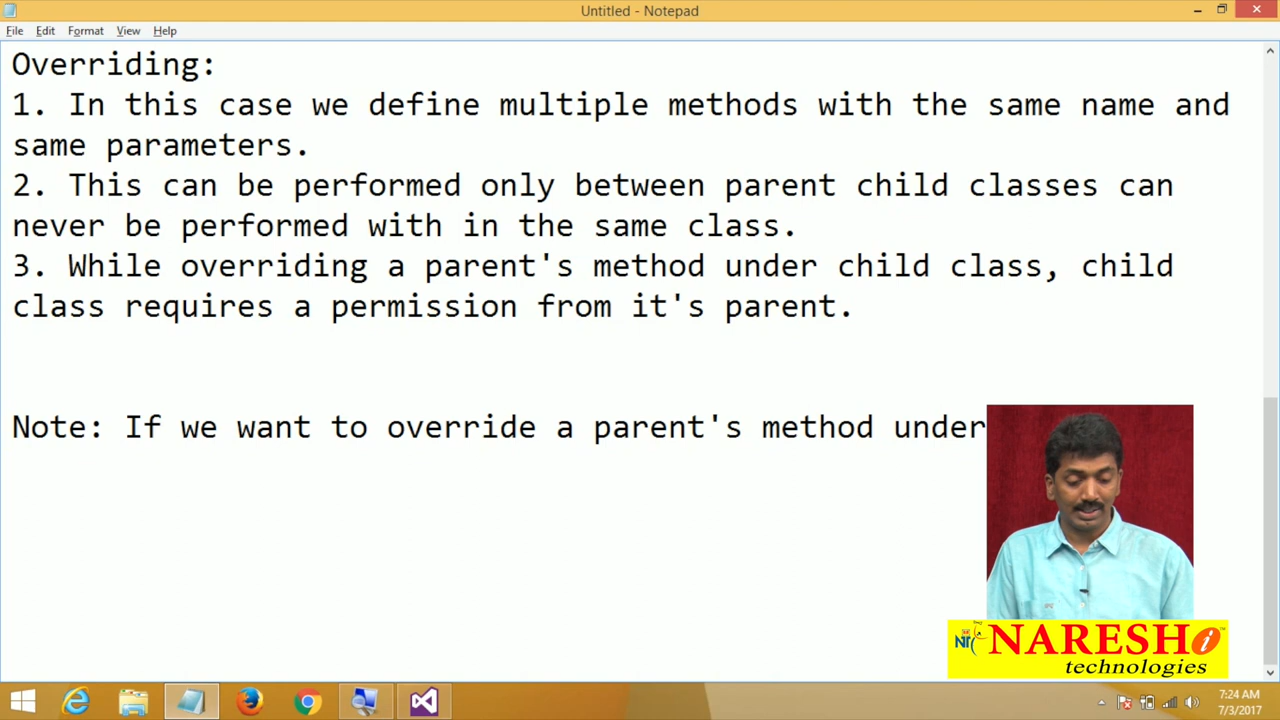 Untitled - Notepad
File Edit Format View Help
Overriding:
1. In this case we define multiple methods with the same name and
same parameters.
2. This can be performed only between parent child classes can
never be performed with in the same class.
3. While overriding a parent's method under child class, child
class requires a permission from it's parent.
Note: If we want to override a parent's method under
NARESH i
technologies
7:24 AM
7/3/2017